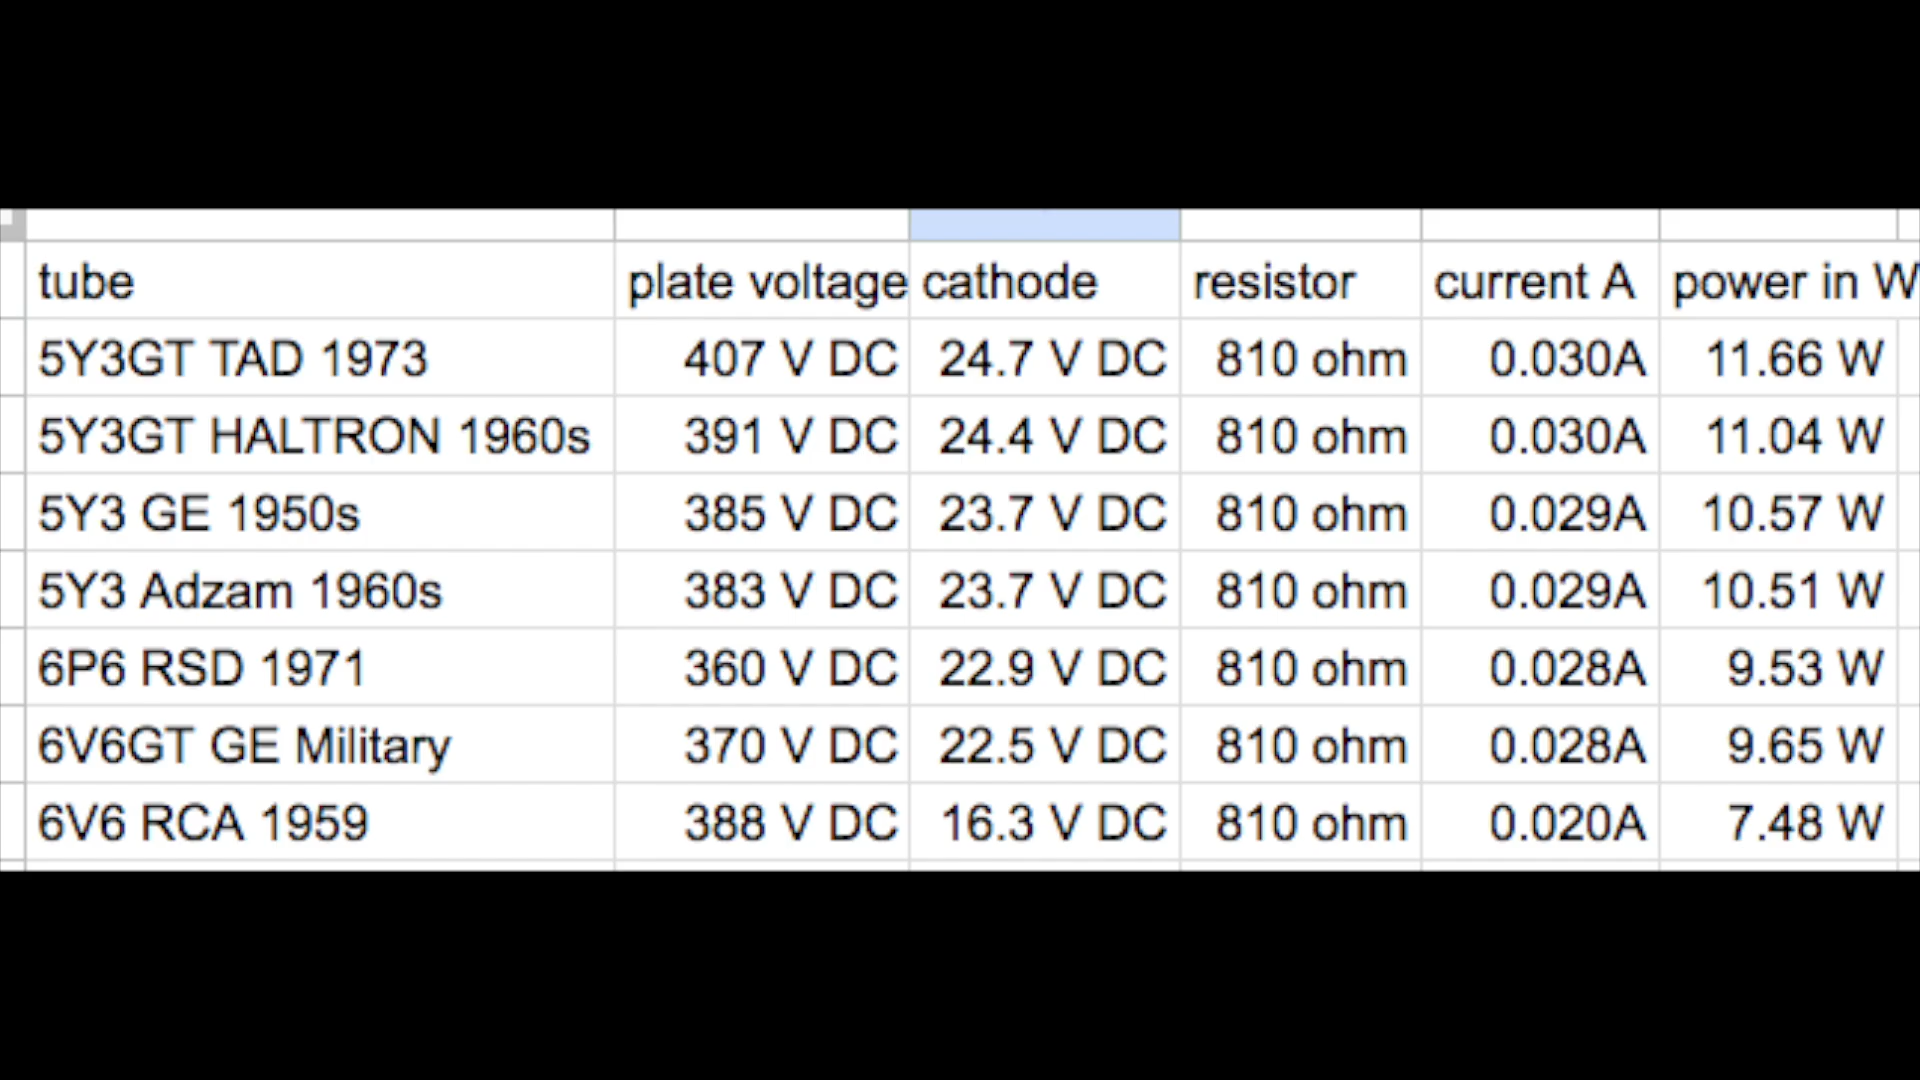 tube plate voltage cathode resistor current A power in W
5Y3GT TAD 1973 407 V DC 24.7 V DC 810 ohm 0.030A 11.66 W
5Y3GT HALTRON 1960s 391 V DC 24.4 V DC 810 ohm 0.030A 11.04 W
5Y3 GE 1950s 385 V DC 23.7 V DC 810 ohm 0.029A 10.57 W
5Y3 Adzam 1960s 383 V DC 23.7 V DC 810 ohm 0.029A 10.51 W
6P6 RSD 1971 360 V DC 22.9 V DC 810 ohm 0.028A 9.53 W
6V6GT GE Military 370 V DC 22.5 V DC 810 ohm 0.028A 9.65 W
6V6 RCA 1959 388 V DC 16.3 V DC 810 ohm 0.020A 7.48 W